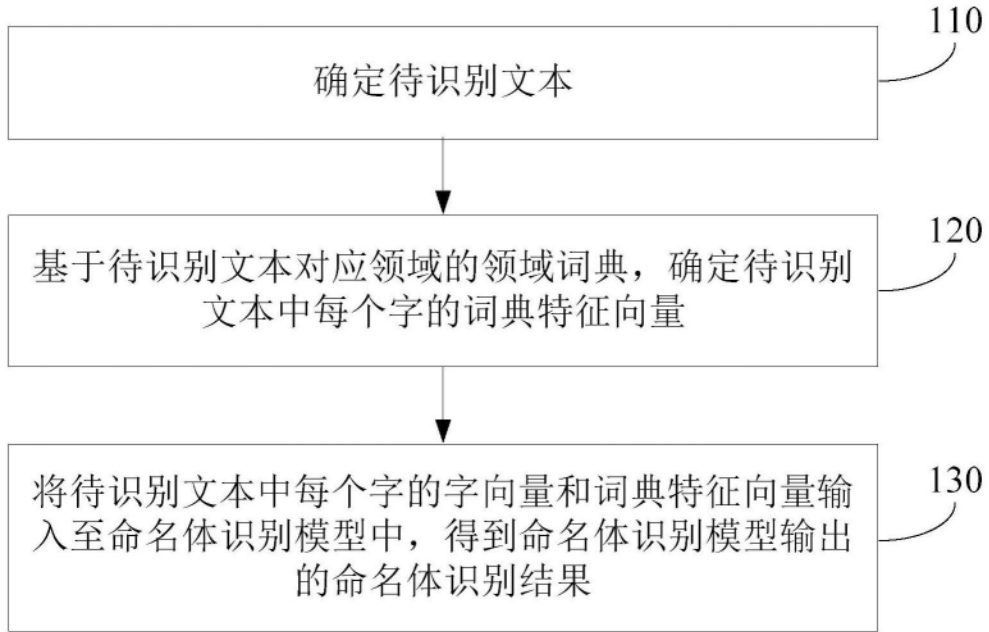 110
确定待识别文本
120
基于待识别文本对应领域的领域词典，确定待识别
文本中每个字的词典特征向量
130
将待识别文本中每个字的字向量和词典特征向量输
入至命名体识别模型中，得到命名体识别模型输出
的命名体识别结果